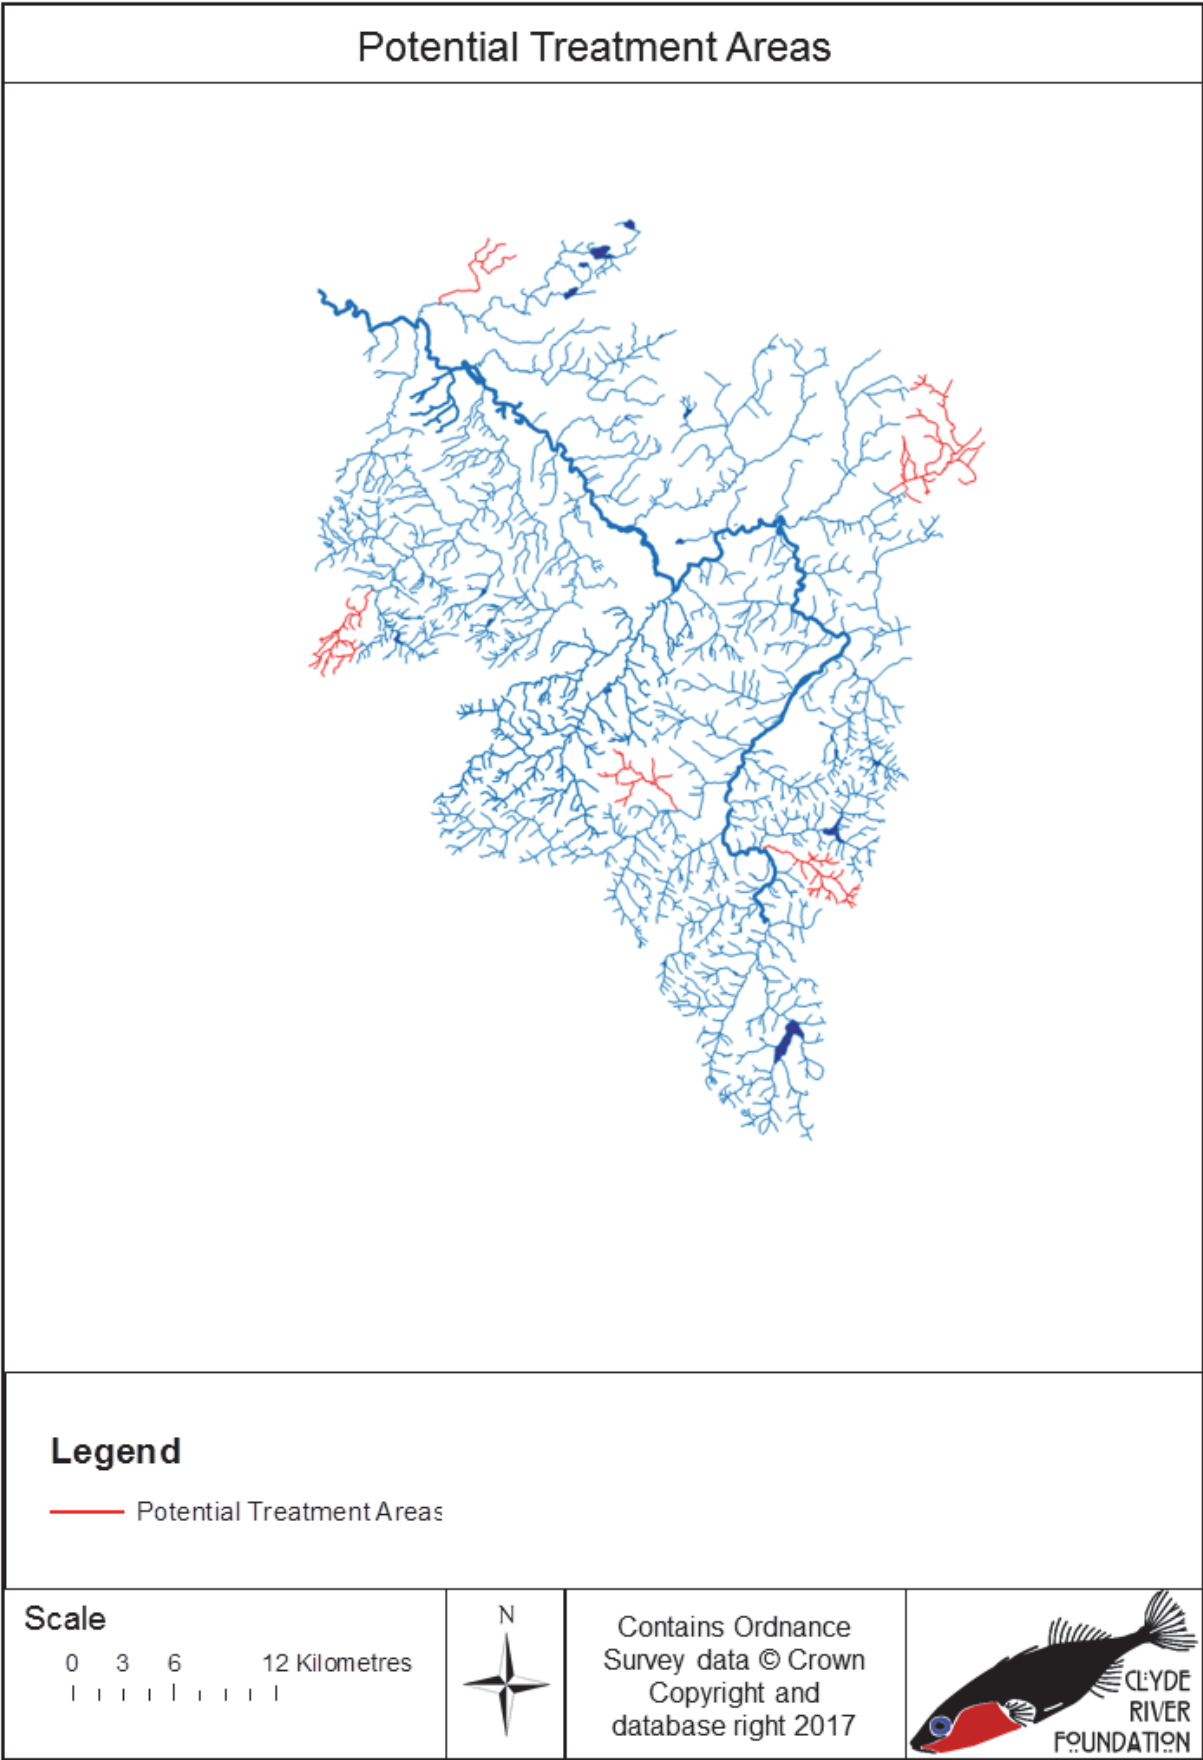 Potential Treatment Areas
Legend
Potential Treatment Areas
Scale
0 3 6 12 Kilometres
N
Contains Ordnance
Survey data © Crown
Copyright and
database right 2017
CLYDE
RIVER
FOUNDATION